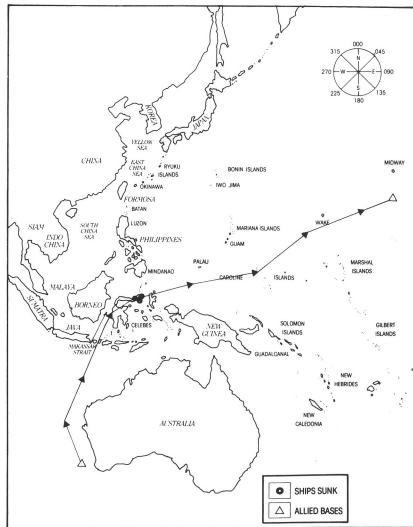 000
315
045
N
270
W
E
090
S
225
135
180
KOREA
JAPAN
YELLOW
SEA
CHINA
EAST
CHINA
SEA
RYUKU
ISLANDS
OKINAWA
BONIN ISLANDS
IWO JIMA
MIDWAY
FORMOSA
BATAN
LUZON
SIAM
INDO
CHINA
SOUTH
CHINA
SEA
PHILIPPINES
MARIANA ISLANDS
GUAM
WAKE
MINDANAO
PALAU
CAROLINE
ISLANDS
MARSHAL
ISLANDS
MALAYA
SUMATRA
BORNEO
CELEBES
JAVA
MAKASSAR
STRAIT
NEW
GUINEA
SOLOMON
ISLANDS
GUADALCANAL
GILBERT
ISLANDS
NEW
HEBRIDES
NEW
CALEDONIA
AUSTRALIA
SHIPS SUNK
ALLIED BASES